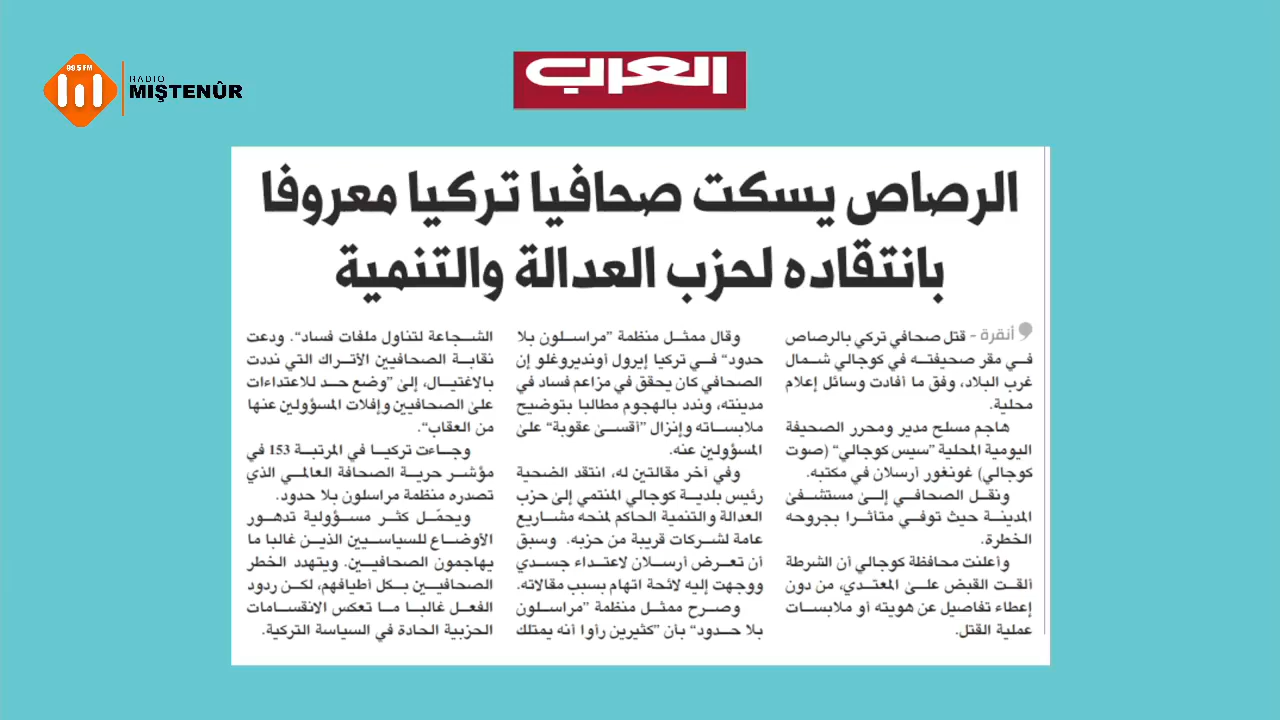 99.5 FM
RADIO
MIŞTENÛR
العرب
الرصاص يسكت صحافيا تركيا معروفا
بانتقاده لحزب العدالة والتنمية
أنقرة - قتل صحافي تركي بالرصاص
في مقر صحيفته في كوجالي شمال
غرب البلاد، وفق ما أفادت وسائل إعلام
محلية.
هاجم مسلح مدير ومحرر الصحيفة
اليومية المحلية ”سيس كوجالي“ (صوت
كوجالي) غونغور أرسلان في مكتبه.
ونقل الصحافي إلى مستشفى
المدينة حيث توفي متأثرا بجروحه
الخطرة.
وأعلنت محافظة كوجالي أن الشرطة
ألقت القبض على المعتدي، من دون
إعطاء تفاصيل عن هويته أو ملابسات
عملية القتل.
وقال ممثل منظمة ”مراسلون بلا
حدود“ في تركيا إيرول أونديروغلو إن
الصحافي كان يحقق في مزاعم فساد في
مدينته، وندد بالهجوم مطالبا بتوضيح
ملابساته وإنزال ”أقسى عقوبة“ على
المسؤولين عنه.
وفي آخر مقالتين له، انتقد الضحية
رئيس بلدية كوجالي المنتمي إلى حزب
العدالة والتنمية الحاكم لمنحه مشاريع
عامة لشركات قريبة من حزبه. وسبق
أن تعرض أرسلان لاعتداء جسدي
ووجهت إليه لائحة اتهام بسبب مقالاته.
وصرح ممثل منظمة ”مراسلون
بلا حدود“ بأن ”كثيرين رأوا أنه يمتلك
الشجاعة لتناول ملفات فساد“. ودعت
نقابة الصحافيين الأتراك التي نددت
بالاغتيال، إلى ”وضع حد للاعتداءات
على الصحافيين وإفلات المسؤولين عنها
من العقاب“.
وجاءت تركيا في المرتبة 153 في
مؤشر حرية الصحافة العالمي الذي
تصدره منظمة مراسلون بلا حدود.
ويحمّل كثر مسؤولية تدهور
الأوضاع للسياسيين الذين غالبا ما
يهاجمون الصحافيين. ويتهدد الخطر
الصحافيين بكل أطيافهم، لكن ردود
الفعل غالبا ما تعكس الانقسامات
الحزبية الحادة في السياسة التركية.